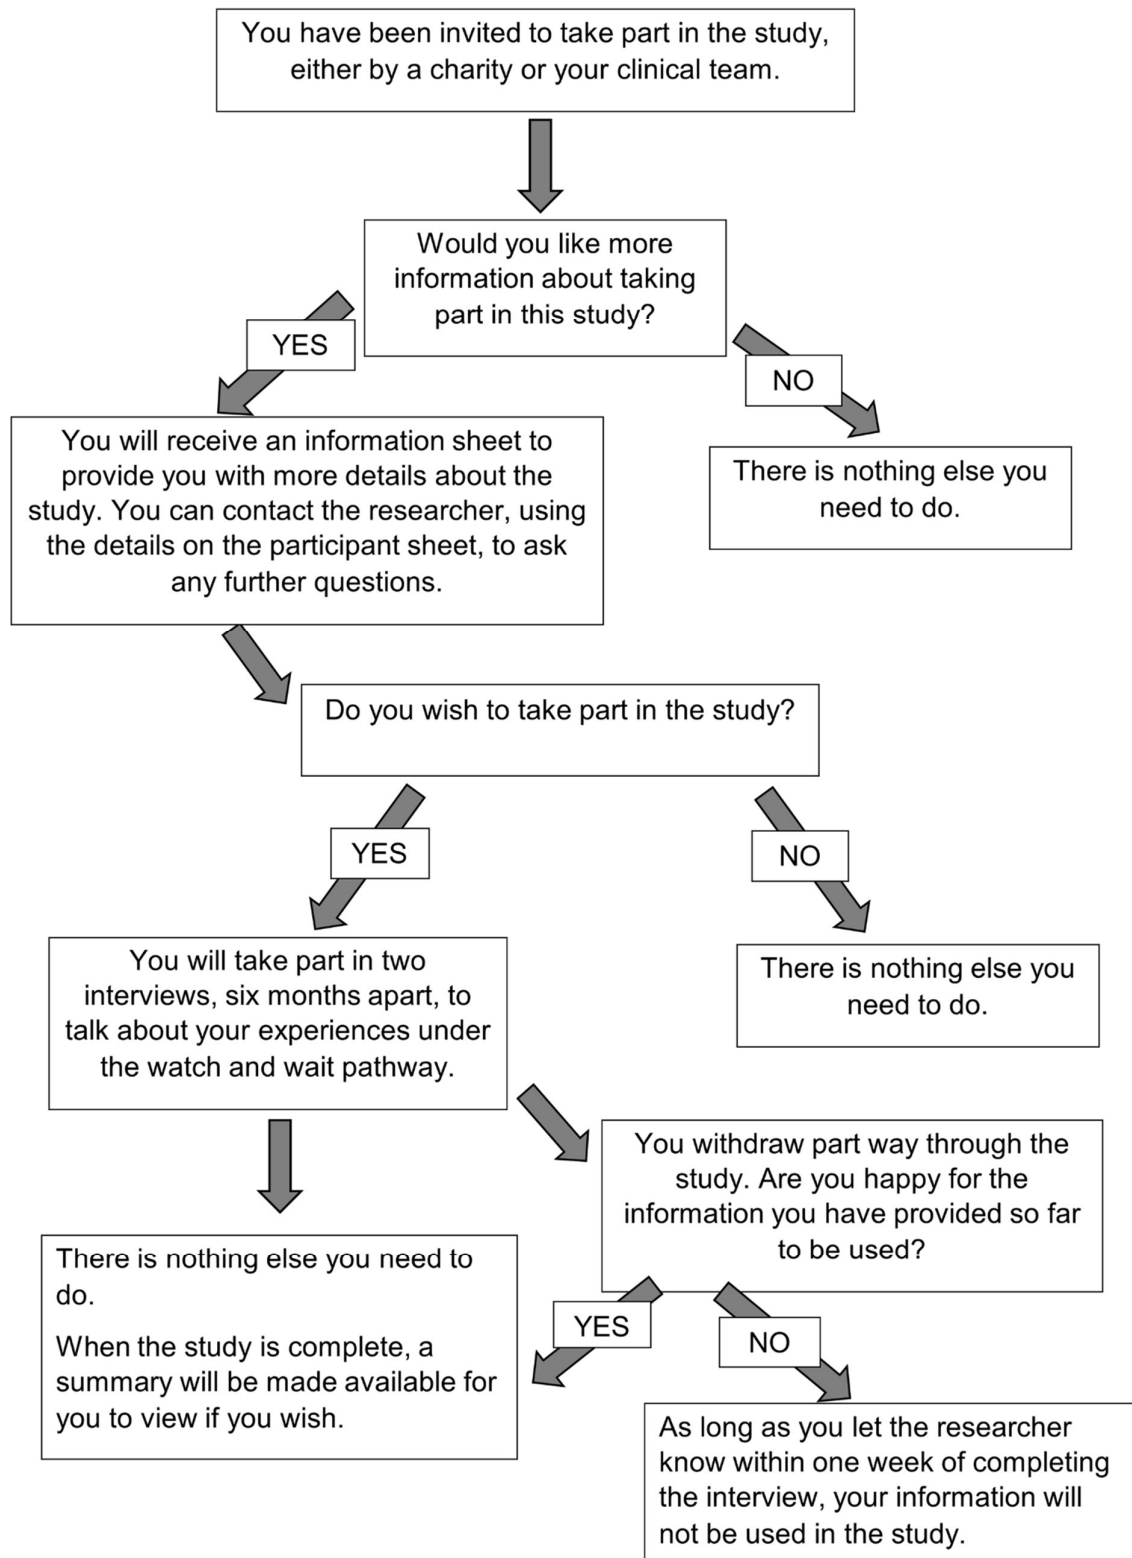 You have been invited to take part in the study,
either by a charity or your clinical team.
Would you like more
information about taking
part in this study?
YES
NO
You will receive an information sheet to
provide you with more details about the
study. You can contact the researcher, using
the details on the participant sheet, to ask
any further questions.
There is nothing else you
need to do.
Do you wish to take part in the study?
YES
NO
You will take part in two
interviews, six months apart, to
talk about your experiences under
the watch and wait pathway.
There is nothing else you
need to do.
You withdraw part way through the
study. Are you happy for the
information you have provided so far
to be used?
There is nothing else you need to
do.
When the study is complete, a
summary will be made available for
you to view if you wish.
YES
NO
As long as you let the researcher
know within one week of completing
the interview, your information will
not be used in the study.